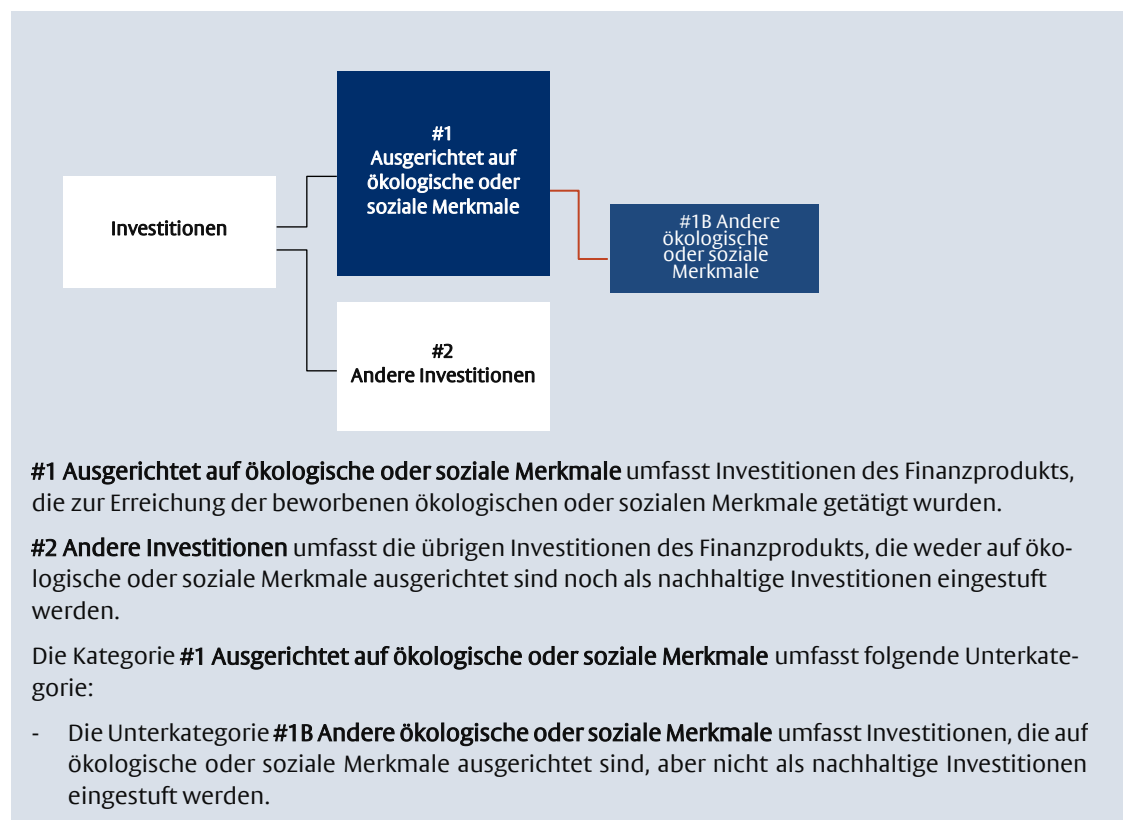 #1
Ausgerichtet auf
ökologische oder
soziale Merkmale
Investitionen
#1B Andere
ökologische
oder soziale
Merkmale
#2
Andere Investitionen
#1 Ausgerichtet auf ökologische oder soziale Merkmale umfasst Investitionen des Finanzprodukts,
die zur Erreichung der beworbenen ökologischen oder sozialen Merkmale getätigt wurden.
#2 Andere Investitionen umfasst die übrigen Investitionen des Finanzprodukts, die weder auf öko-
logische oder soziale Merkmale ausgerichtet sind noch als nachhaltige Investitionen eingestuft
werden.
Die Kategorie #1 Ausgerichtet auf ökologische oder soziale Merkmale umfasst folgende Unterkate-
gorie:
- Die Unterkategorie #1B Andere ökologische oder soziale Merkmale umfasst Investitionen, die auf
ökologische oder soziale Merkmale ausgerichtet sind, aber nicht als nachhaltige Investitionen
eingestuft werden.